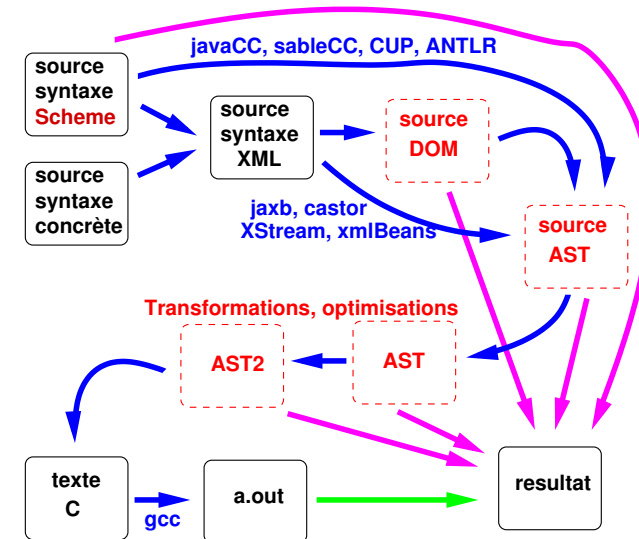 javaCC, sableCC, CUP, ANTLR
source
syntaxe
Scheme
source
syntaxe
XML
source
DOM
source
syntaxe
concrète
jaxb, castor
XStream, xmlBeans
source
AST
Transformations, optimisations
AST2
AST
texte
C
gcc
a.out
resultat